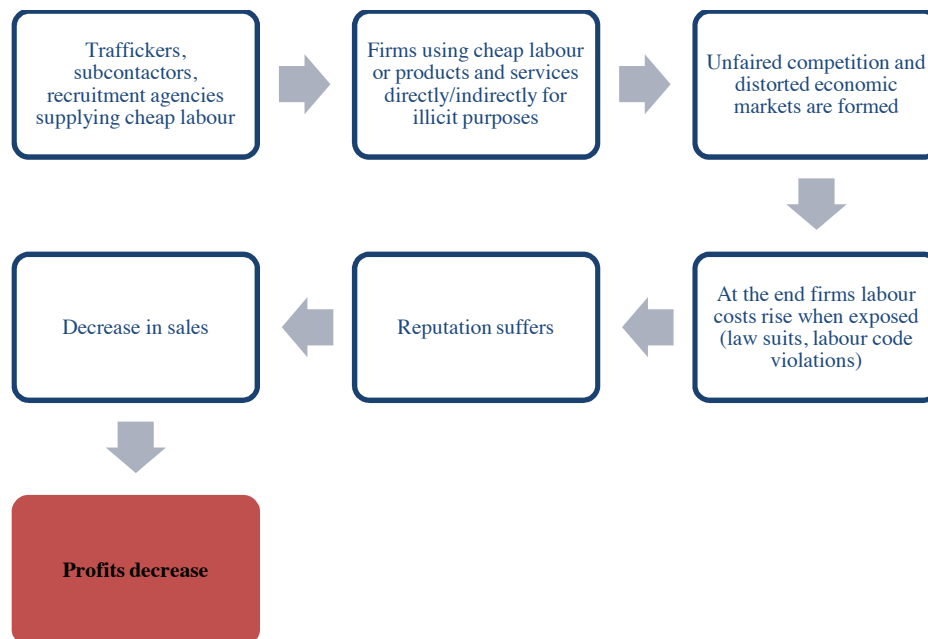 Traffickers,
subcontactors,
recruitment agencies
supplying cheap labour
Firms using cheap labour
or products and services
directly/indirectly for
illicit purposes
Unfaired competition and
distorted economic
markets are formed
At the end firms labour
costs rise when exposed
(law suits, labour code
violations)
Reputation suffers
Decrease in sales
Profits decrease